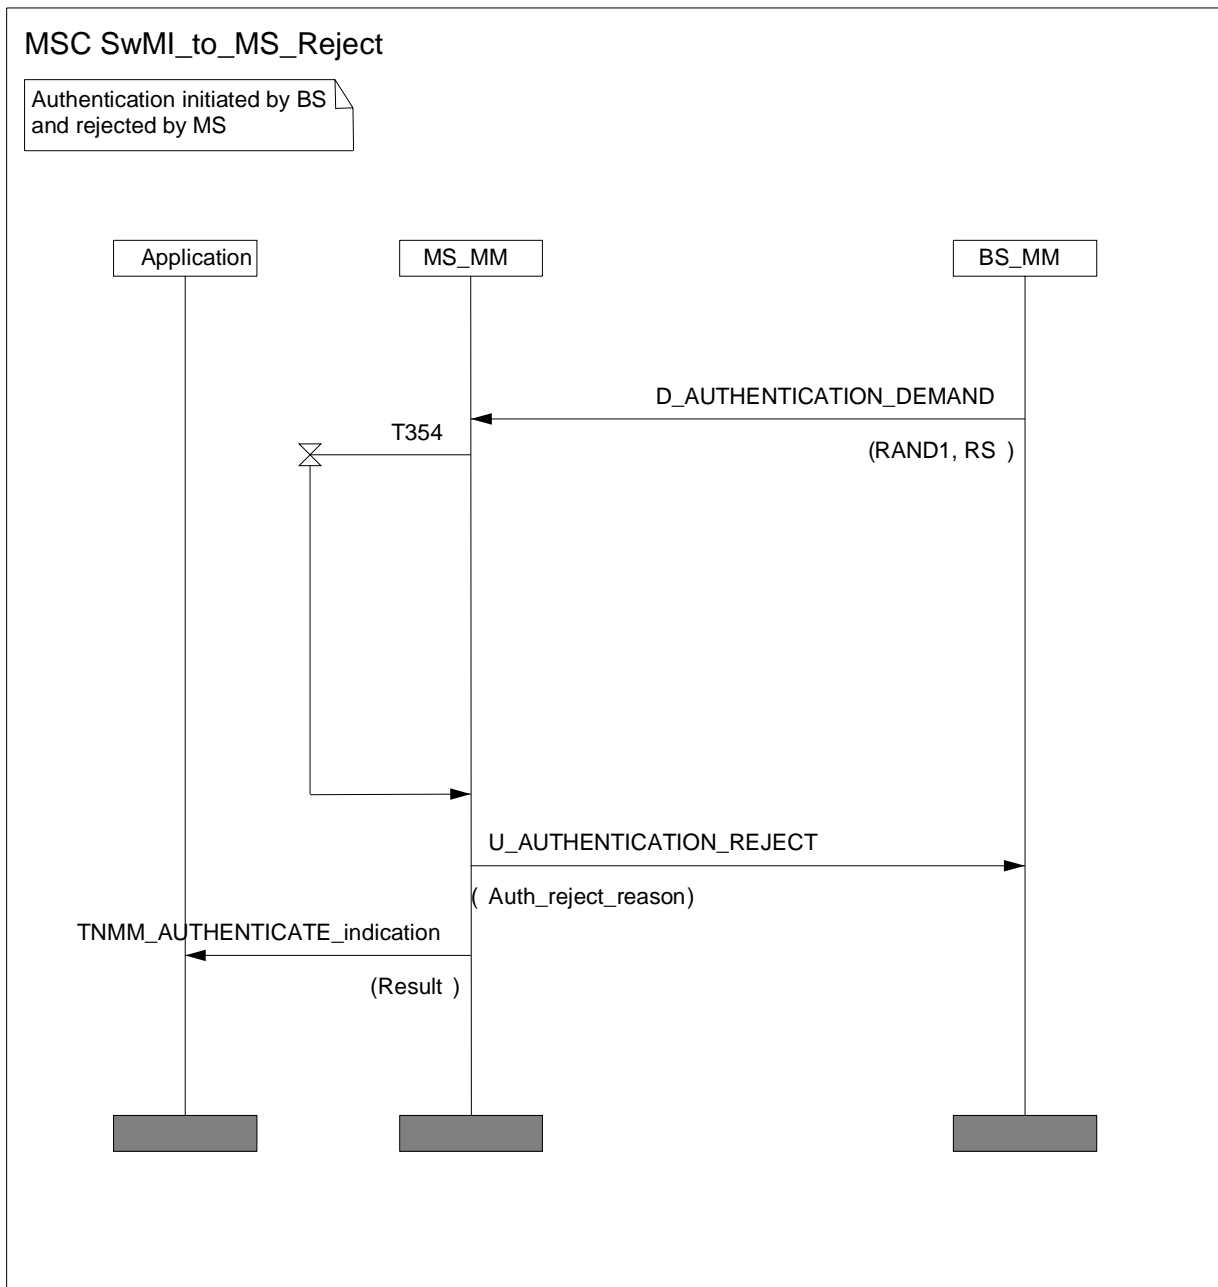 MSC SwMI_to_MS_Reject
Authentication initiated by BS
and rejected by MS
Application
MS_MM
BS_MM
D_AUTHENTICATION_DEMAND
T354
(RAND1, RS )
U_AUTHENTICATION_REJECT
( Auth_reject_reason)
TNMM_AUTHENTICATE_indication
(Result )